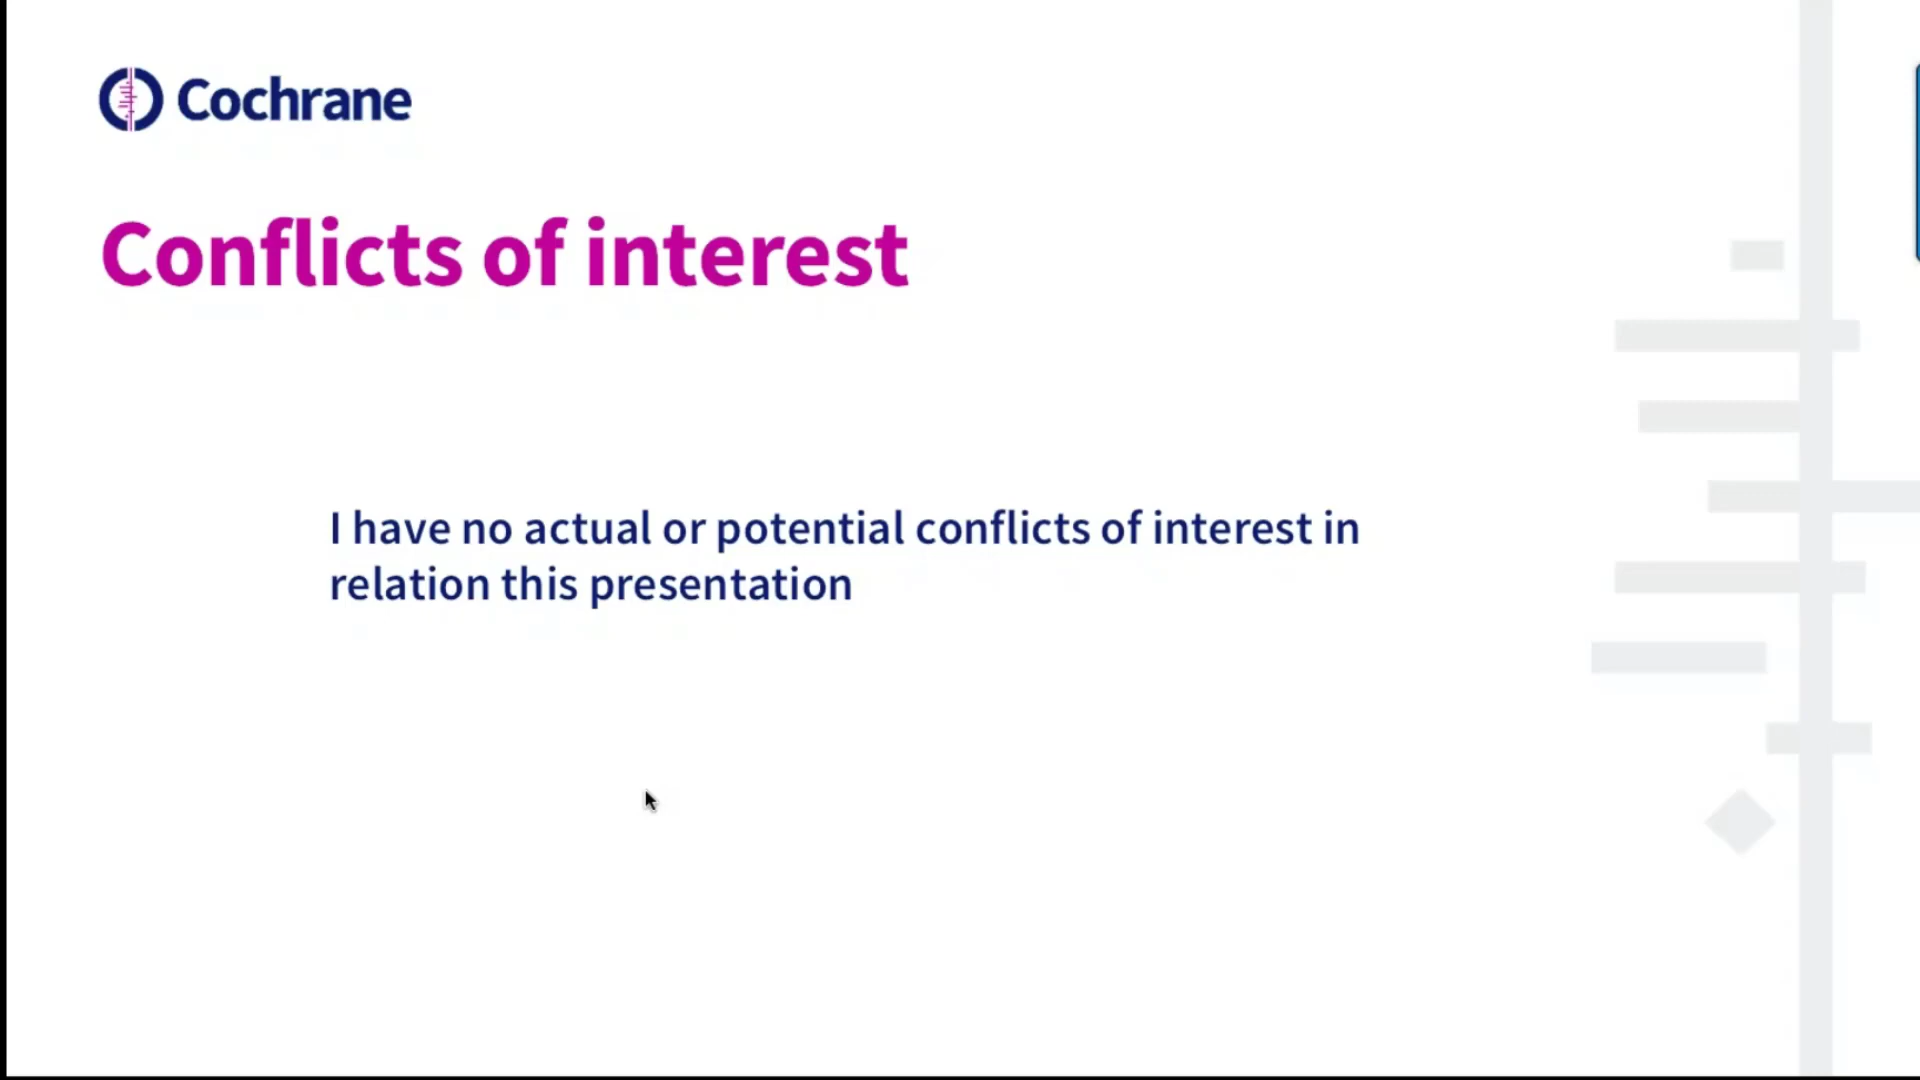 Cochrane
Conflicts of interest
I have no actual or potential conflicts of interest in
relation this presentation